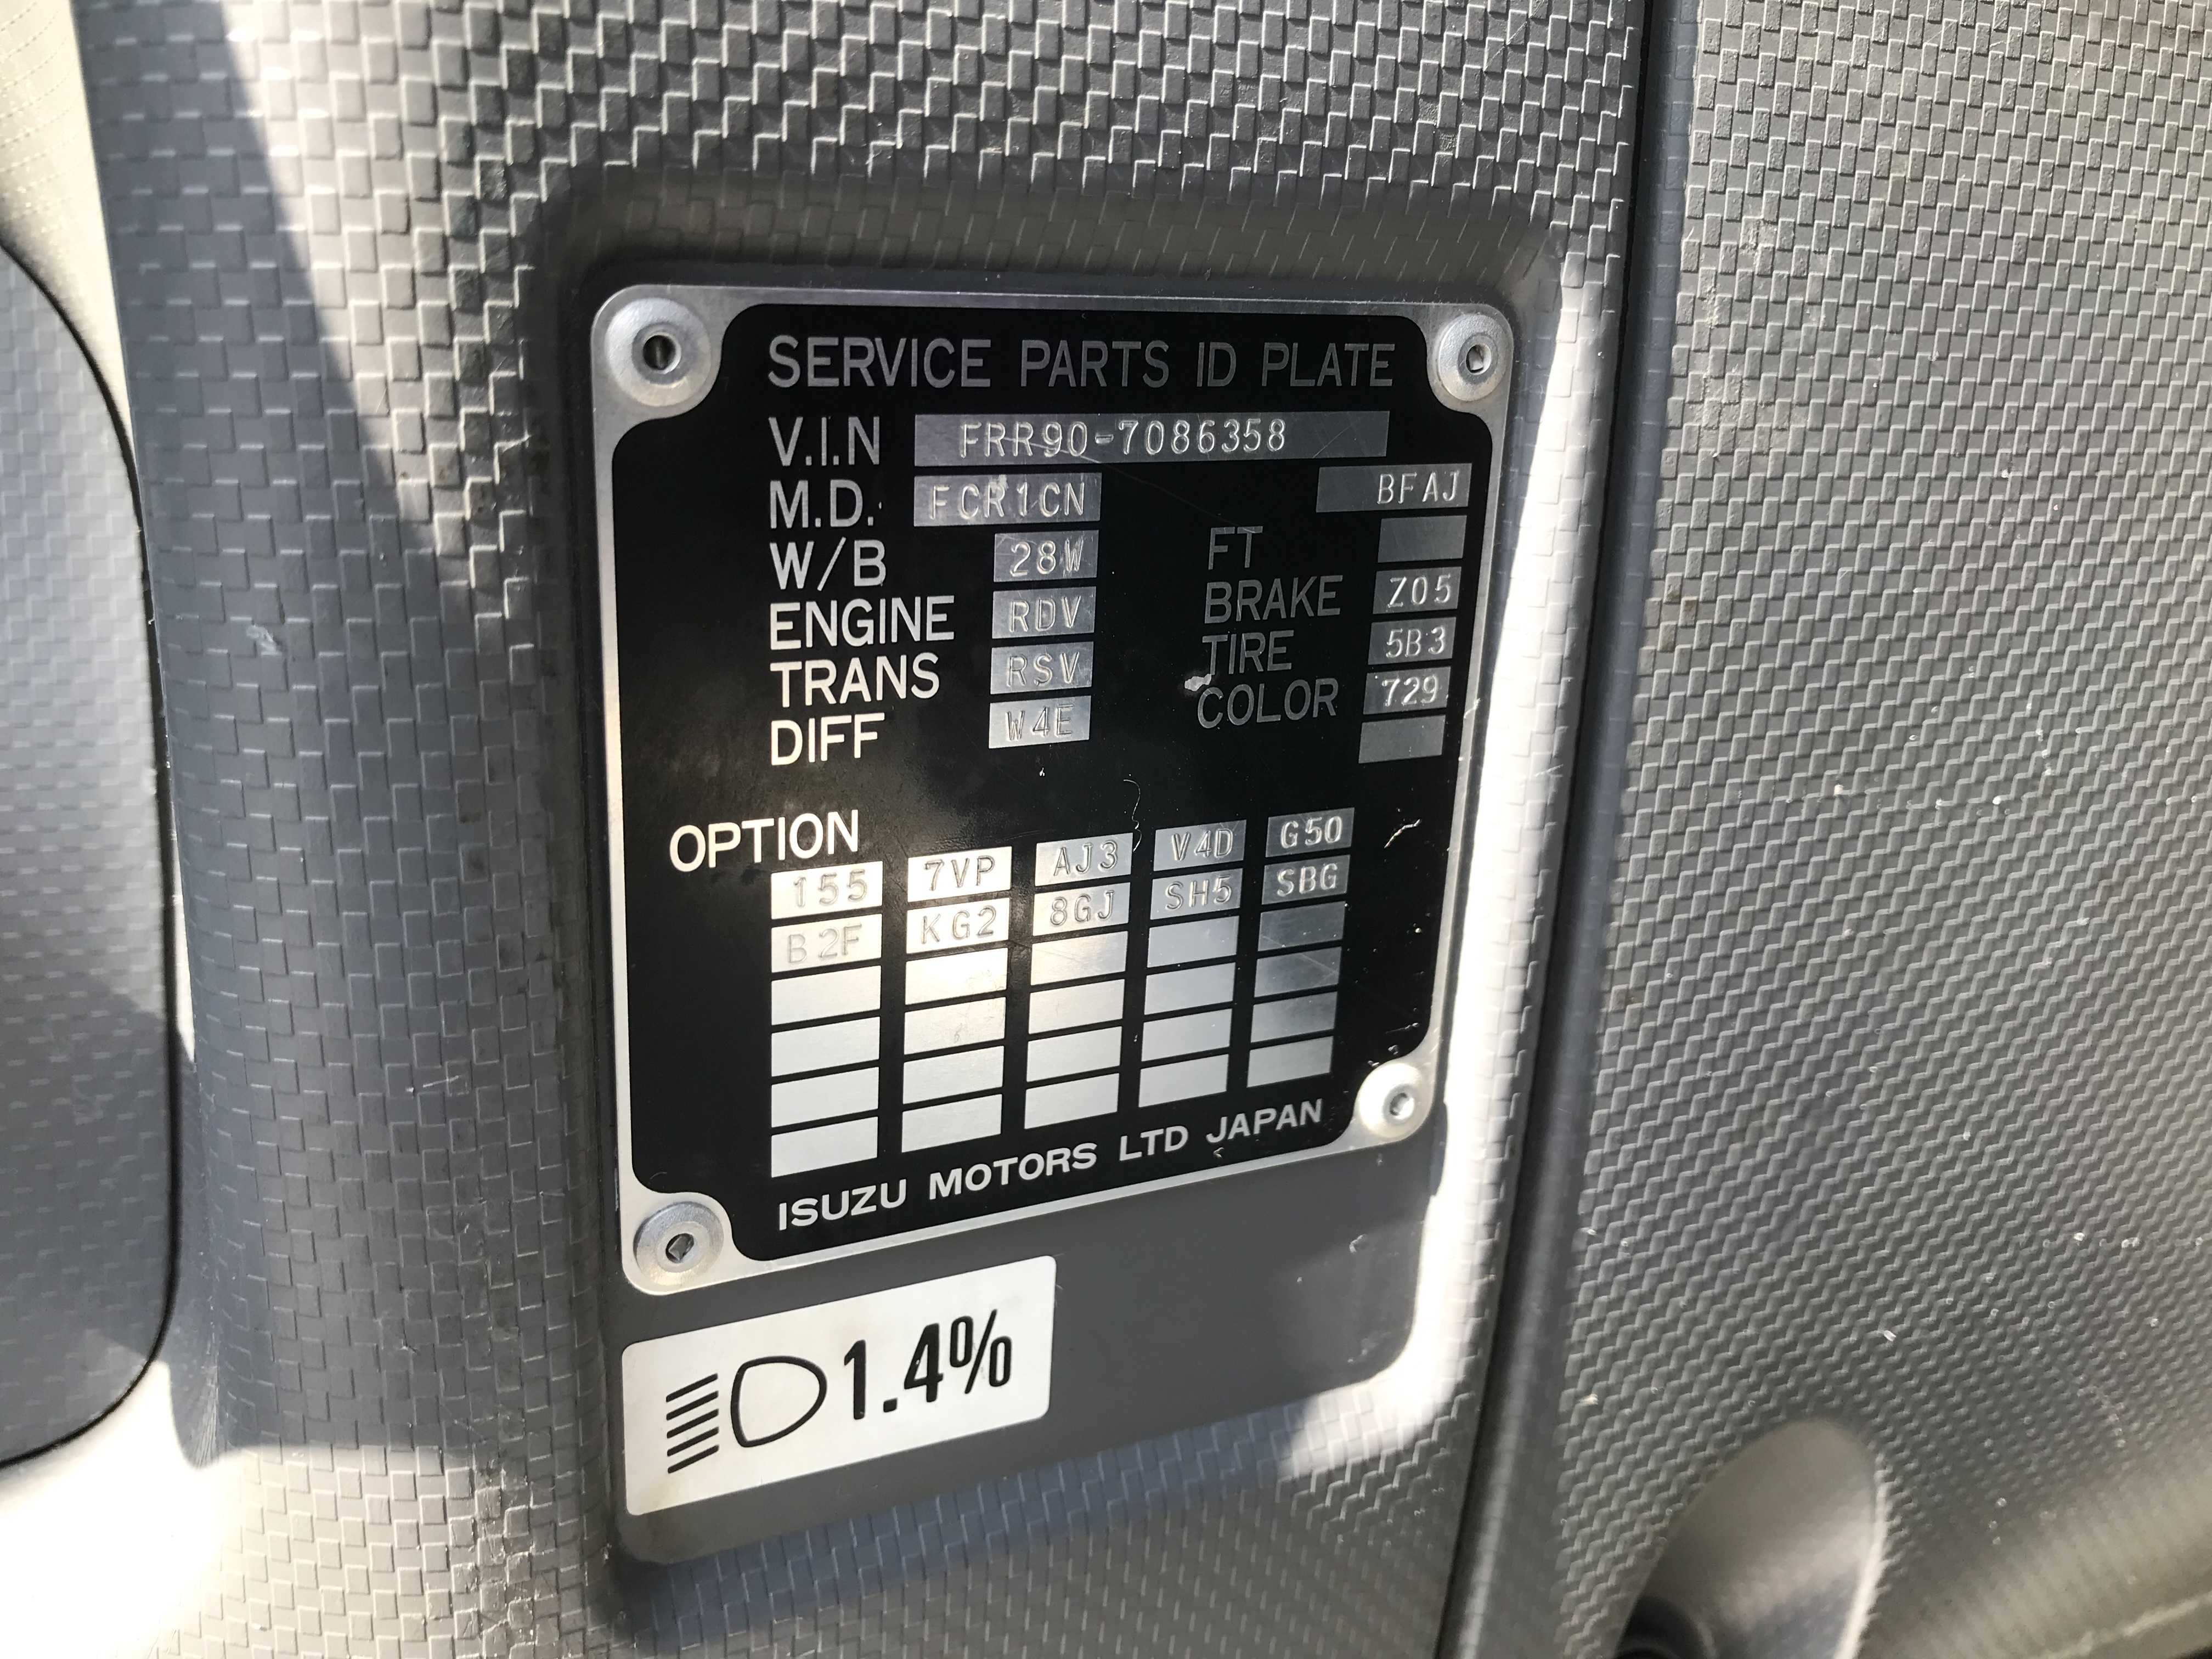 SERVICE PARTS ID PLATE
V.I.N FRR90-7086358
M.D. FCR1CN BFAJ
W/B 28W FT
ENGINE RDV BRAKE Z05
TRANS RSV TIRE 5B3
DIFF W4E COLOR 729
OPTION
155 7VP AJ3 V4D G50
B2F KG2 8GJ SH5 SBG
ISUZU MOTORS LTD JAPAN
1.4%